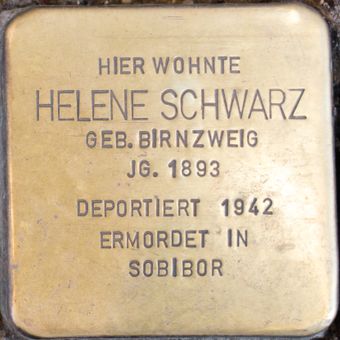 HIER WOHNTE
HELENE SCHWARZ
GEB. BIRNZWEIG
JG. 1893
DEPORTIERT 1942
ERMORDET IN
SOBIBOR